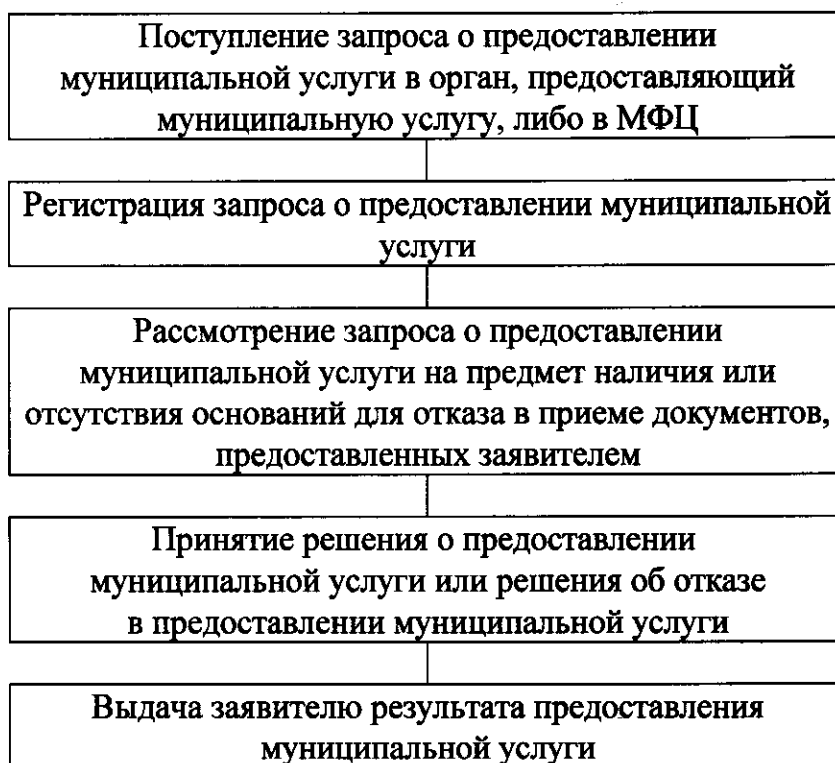 Поступление запроса о предоставлении
муниципальной услуги в орган, предоставляющий
муниципальную услугу, либо в МФЦ
Регистрация запроса о предоставлении муниципальной
услуги
Рассмотрение запроса о предоставлении
муниципальной услуги на предмет наличия или
отсутствия оснований для отказа в приеме документов,
предоставленных заявителем
Принятие решения о предоставлении
муниципальной услуги или решения об отказе
в предоставлении муниципальной услуги
Выдача заявителю результата предоставления
муниципальной услуги